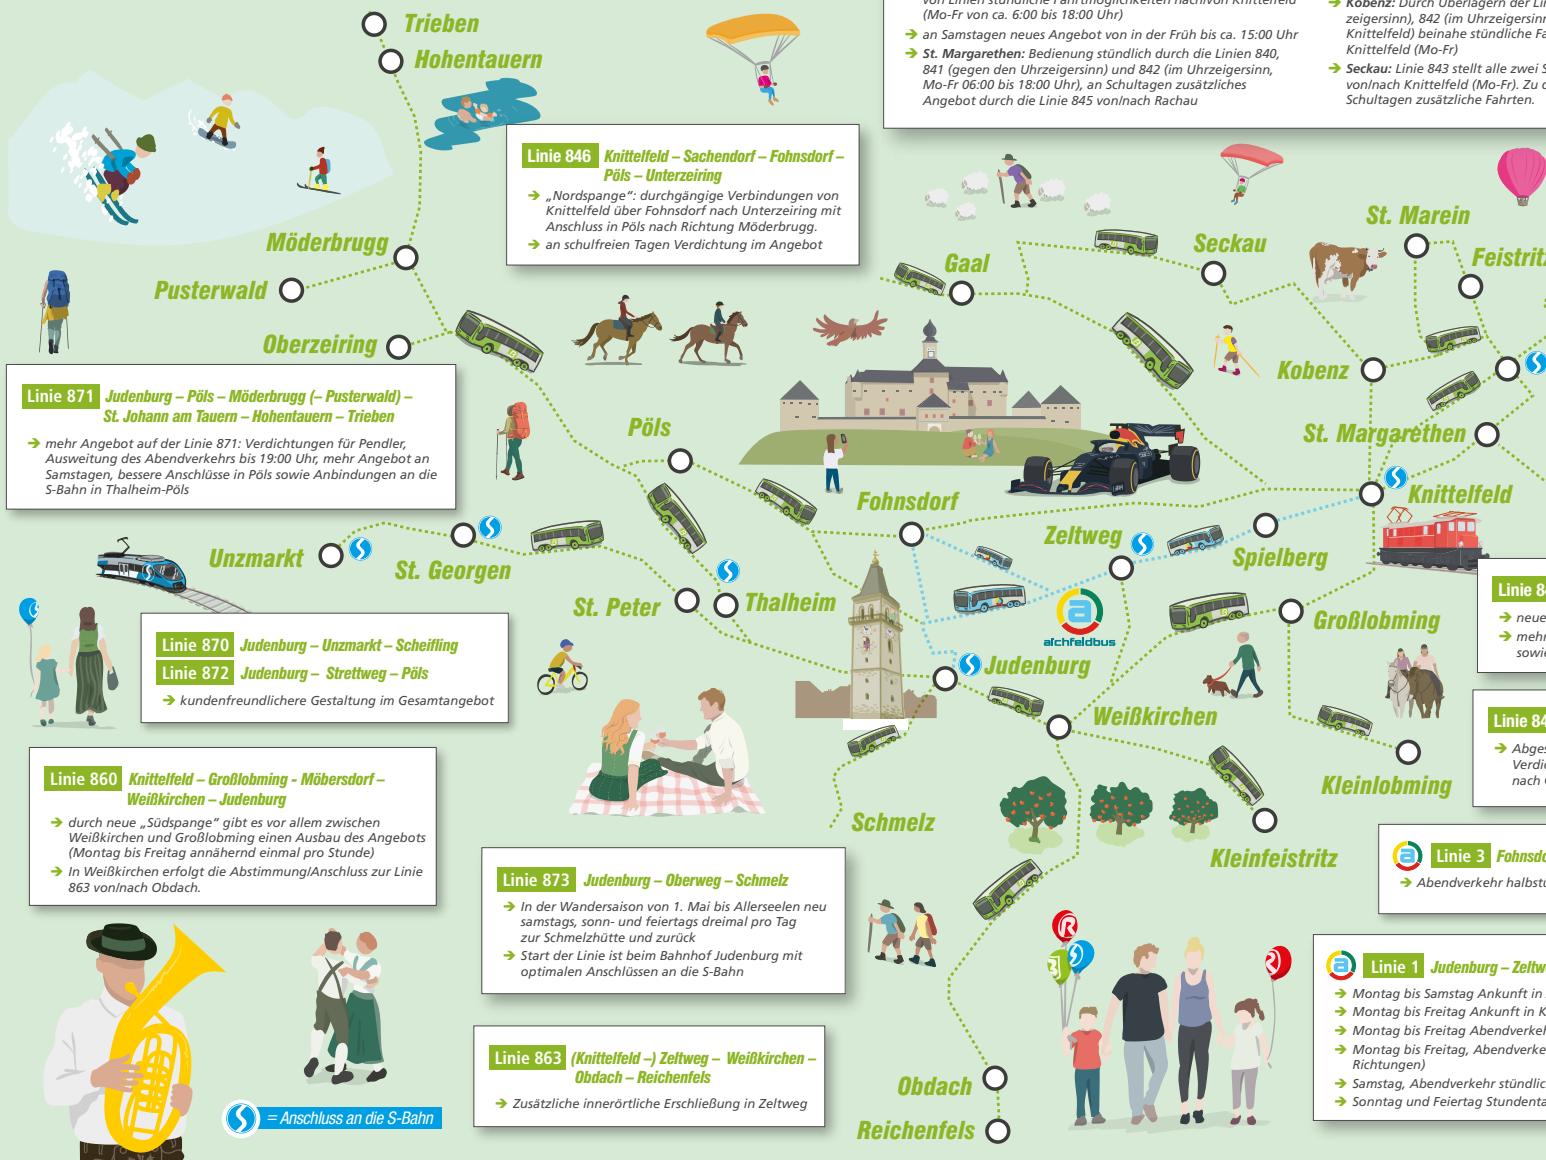 von Linien stündliche Fahrtmöglichkeiten nach/von Knittelfeld
(Mo-Fr von ca. 6:00 bis 18:00 Uhr)
➔ an Samstagen neues Angebot von in der Früh bis ca. 15:00 Uhr
➔ St. Margarethen: Bedienung stündlich durch die Linien 840,
841 (gegen den Uhrzeigersinn) und 842 (im Uhrzeigersinn,
Mo-Fr 06:00 bis 18:00 Uhr), an Schultagen zusätzliches
Angebot durch die Linie 845 von/nach Rachau
➔ Kobenz: Durch Überlagern der Lin
zeigersinn), 842 (im Uhrzeigersinn
Knittelfeld) beinahe stündliche Fa
Knittelfeld (Mo-Fr)
➔ Seckau: Linie 843 stellt alle zwei S
von/nach Knittelfeld (Mo-Fr). Zu
Schultagen zusätzliche Fahrten.
Trieben
Hohentauern
Linie 846 Knittelfeld – Sachendorf – Fohnsdorf –
Pöls – Unterzeiring
➔ „Nordspange“: durchgängige Verbindungen von
Knittelfeld über Fohnsdorf nach Unterzeiring mit
Anschluss in Pöls nach Richtung Möderbrugg.
➔ an schulfreien Tagen Verdichtung im Angebot
Möderbrugg
Pusterwald
Oberzeiring
Gaal
Seckau
St. Marein
Feistritz
Kobenz
St. Margarethen
Knittelfeld
Linie 871 Judenburg – Pöls – Möderbrugg (– Pusterwald) –
St. Johann am Tauern – Hohentauern – Trieben
➔ mehr Angebot auf der Linie 871: Verdichtungen für Pendler,
Ausweitung des Abendverkehrs bis 19:00 Uhr, mehr Angebot an
Samstagen, bessere Anschlüsse in Pöls sowie Anbindungen an die
S-Bahn in Thalheim-Pöls
Pöls
Fohnsdorf
Zeltweg
Spielberg
Unzmarkt
St. Georgen
St. Peter
Thalheim
a
aichfeldbus
Großlobming
Judenburg
Weißkirchen
Kleinlobming
Schmelz
Kleinfeistritz
Linie 870 Judenburg – Unzmarkt – Scheifling
Linie 872 Judenburg – Strettweg – Pöls
➔ kundenfreundlichere Gestaltung im Gesamtangebot
Linie 860 Knittelfeld – Großlobming - Möbersdorf –
Weißkirchen – Judenburg
➔ durch neue „Südspange“ gibt es vor allem zwischen
Weißkirchen und Großlobming einen Ausbau des Angebots
(Montag bis Freitag annähernd einmal pro Stunde)
➔ In Weißkirchen erfolgt die Abstimmung/Anschluss zur Linie
863 von/nach Obdach.
Linie 873 Judenburg – Oberweg – Schmelz
➔ In der Wandersaison von 1. Mai bis Allerseelen neu
samstags, sonn- und feiertags dreimal pro Tag
zur Schmelzhütte und zurück
➔ Start der Linie ist beim Bahnhof Judenburg mit
optimalen Anschlüssen an die S-Bahn
Linie 863 (Knittelfeld –) Zeltweg – Weißkirchen –
Obdach – Reichenfels
➔ Zusätzliche innerörtliche Erschließung in Zeltweg
Obdach
Reichenfels
= Anschluss an die S-Bahn
Linie 8
➔ neue
➔ mehr
sowie
Linie 84
➔ Abges
Verdic
nach
a Linie 3 Fohnsdo
➔ Abendverkehr halbstü
a Linie 1 Judenburg – Zeltw
➔ Montag bis Samstag Ankunft in
➔ Montag bis Freitag Ankunft in K
➔ Montag bis Freitag Abendverkeh
➔ Montag bis Freitag, Abendverke
Richtungen)
➔ Samstag, Abendverkehr stündlic
➔ Sonntag und Feiertag Stundenta